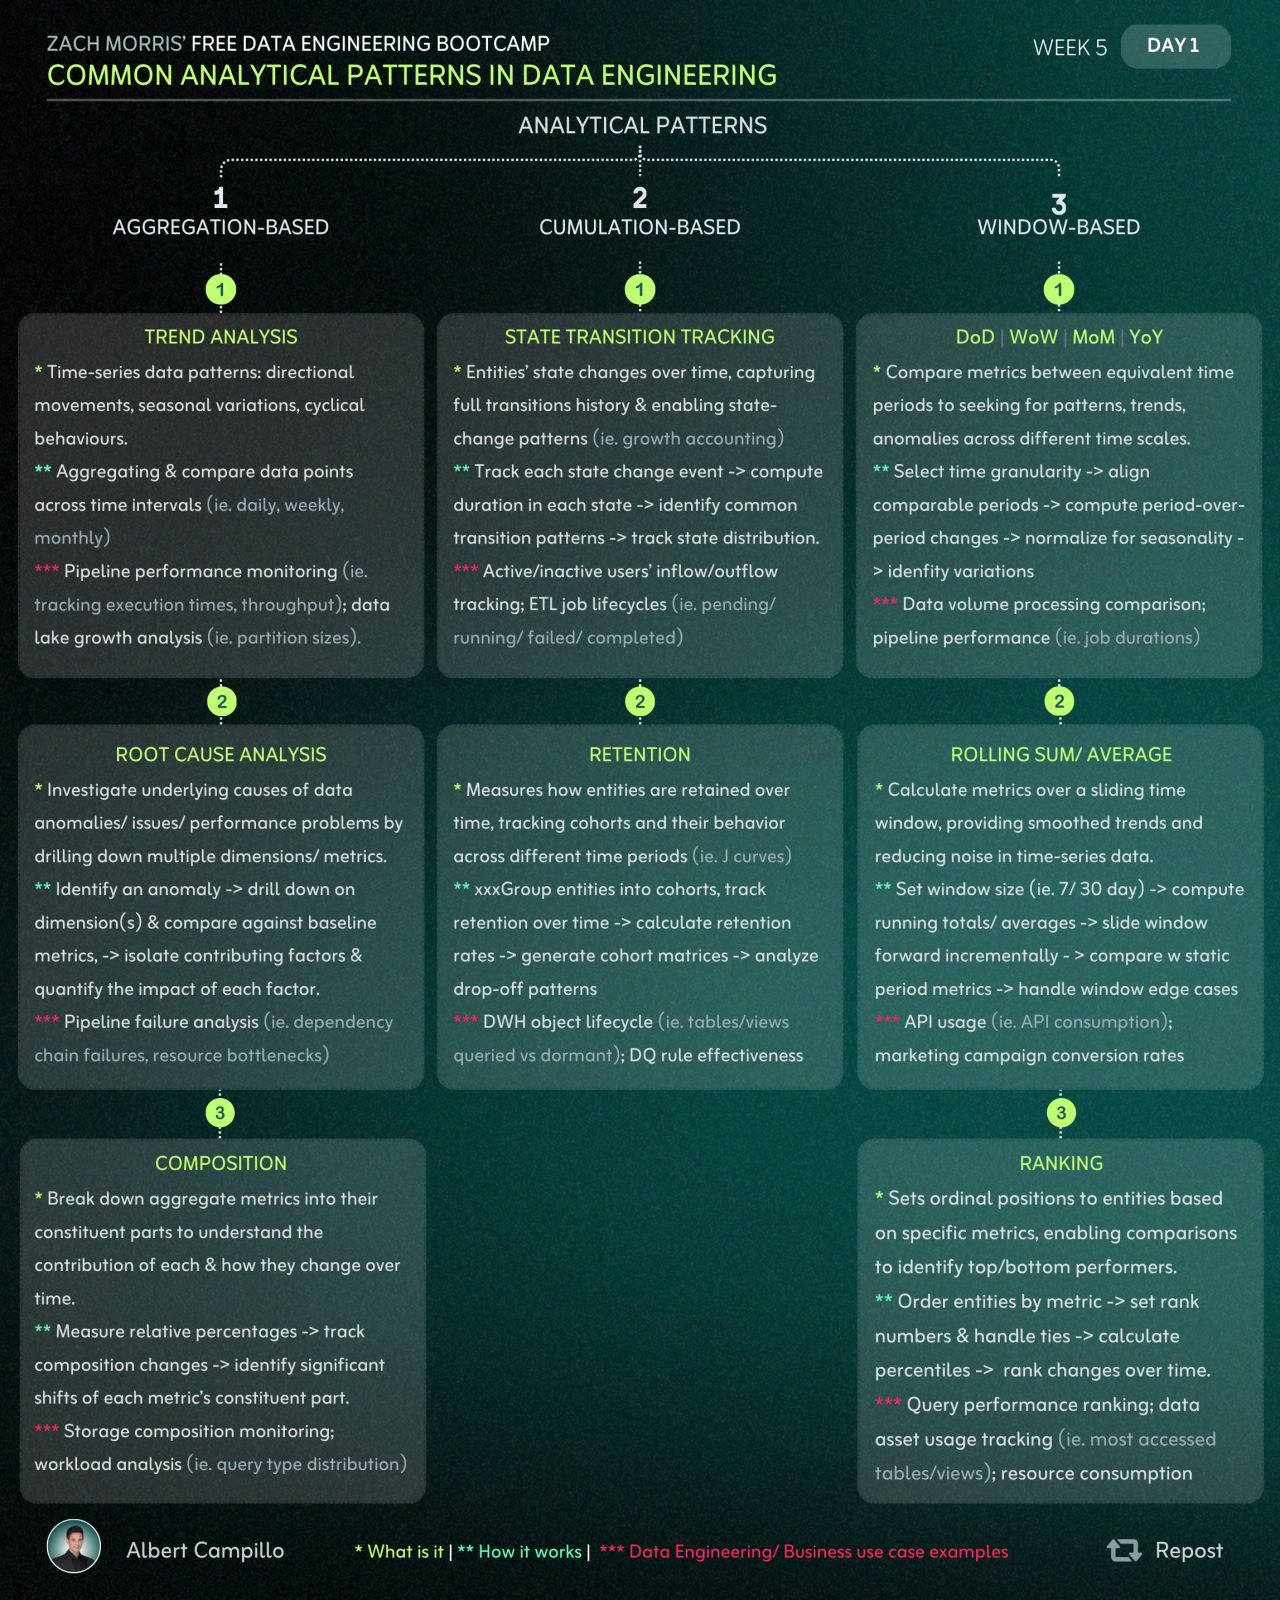 ZACH MORRIS' FREE DATA ENGINEERING BOOTCAMP
COMMON ANALYTICAL PATTERNS IN DATA ENGINEERING
WEEK 5
DAY 1
ANALYTICAL PATTERNS
1
AGGREGATION-BASED
2
CUMULATION-BASED
3
WINDOW-BASED
1
TREND ANALYSIS
* Time-series data patterns: directional
movements, seasonal variations, cyclical
behaviours.
** Aggregating & compare data points
across time intervals (ie. daily, weekly,
monthly)
*** Pipeline performance monitoring (ie.
tracking execution times, throughput); data
lake growth analysis (ie. partition sizes).
2
ROOT CAUSE ANALYSIS
* Investigate underlying causes of data
anomalies/ issues/ performance problems by
drilling down multiple dimensions/ metrics.
** Identify an anomaly -> drill down on
dimension(s) & compare against baseline
metrics, -> isolate contributing factors &
quantify the impact of each factor.
*** Pipeline failure analysis (ie. dependency
chain failures, resource bottlenecks)
3
COMPOSITION
* Break down aggregate metrics into their
constituent parts to understand the
contribution of each & how they change over
time.
** Measure relative percentages -> track
composition changes -> identify significant
shifts of each metric's constituent part.
*** Storage composition monitoring;
workload analysis (ie. query type distribution)
1
STATE TRANSITION TRACKING
* Entities' state changes over time, capturing
full transitions history & enabling state-
change patterns (ie. growth accounting)
** Track each state change event -> compute
duration in each state -> identify common
transition patterns -> track state distribution.
*** Active/inactive users' inflow/outflow
tracking; ETL job lifecycles (ie. pending/
running/ failed/ completed)
2
RETENTION
* Measures how entities are retained over
time, tracking cohorts and their behavior
across different time periods (ie. J curves)
** xxxGroup entities into cohorts, track
retention over time -> calculate retention
rates -> generate cohort matrices -> analyze
drop-off patterns
*** DWH object lifecycle (ie. tables/views
queried vs dormant); DQ rule effectiveness
1
DoD | WoW | MoM | YoY
* Compare metrics between equivalent time
periods to seeking for patterns, trends,
anomalies across different time scales.
** Select time granularity -> align
comparable periods -> compute period-over-
period changes -> normalize for seasonality -
> idenfity variations
*** Data volume processing comparison;
pipeline performance (ie. job durations)
2
ROLLING SUM/ AVERAGE
* Calculate metrics over a sliding time
window, providing smoothed trends and
reducing noise in time-series data.
** Set window size (ie. 7/ 30 day) -> compute
running totals/ averages -> slide window
forward incrementally - > compare w static
period metrics -> handle window edge cases
*** API usage (ie. API consumption);
marketing campaign conversion rates
3
RANKING
* Sets ordinal positions to entities based
on specific metrics, enabling comparisons
to identify top/bottom performers.
** Order entities by metric -> set rank
numbers & handle ties -> calculate
percentiles -> rank changes over time.
*** Query performance ranking; data
asset usage tracking (ie. most accessed
tables/views); resource consumption
Albert Campillo
* What is it | ** How it works | *** Data Engineering/ Business use case examples
Repost